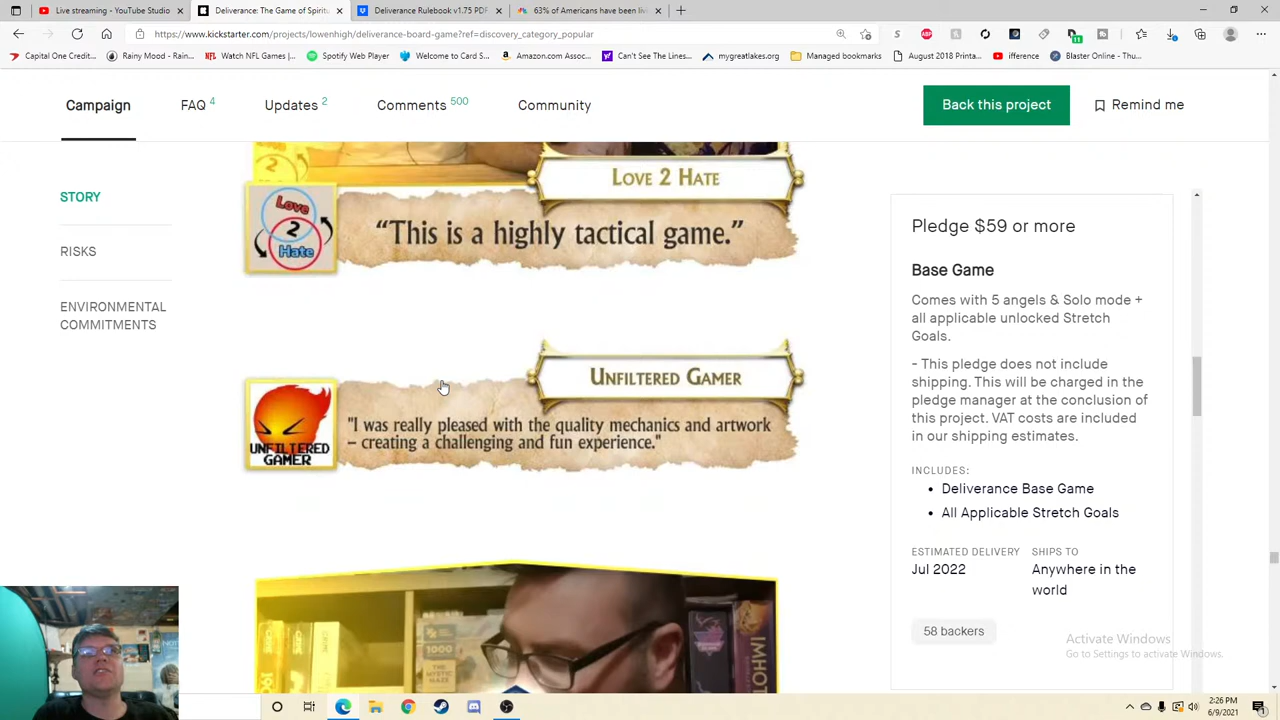 Live streaming - YouTube Studio
Deliverance: The Game of Spiritu
Deliverance Rulebook v1.75 PDF
63% of Americans have been livi
https://www.kickstarter.com/projects/lowenhigh/deliverance-board-game?ref=discovery_category_popular
Capital One Credit...
Rainy Mood • Rain...
Watch NFL Games |...
Spotify Web Player
Welcome to Card S...
Amazon.com Assoc...
Can't See The Lines...
mygreatlakes.org
Managed bookmarks
August 2018 Printa...
ifference
Blaster Online - Thu...
Campaign
FAQ 4
Updates 2
Comments 500
Community
Back this project
Remind me
STORY
RISKS
ENVIRONMENTAL
COMMITMENTS
LOVE 2 HATE
Love
2
Hate
“This is a highly tactical game.”
UNFILTERED GAMER
UNFILTERED
GAMER
"I was really pleased with the quality mechanics and artwork
– creating a challenging and fun experience."
1000
THE
MYSTIC
MAZE
IMHOT
Pledge $59 or more
Base Game
Comes with 5 angels & Solo mode +
all applicable unlocked Stretch
Goals.
- This pledge does not include
shipping. This will be charged in the
pledge manager at the conclusion of
this project. VAT costs are included
in our shipping estimates.
INCLUDES:
• Deliverance Base Game
• All Applicable Stretch Goals
ESTIMATED DELIVERY
Jul 2022
SHIPS TO
Anywhere in the
world
58 backers
Activate Windows
Go to Settings to activate Windows.
2:26 PM
6/9/2021